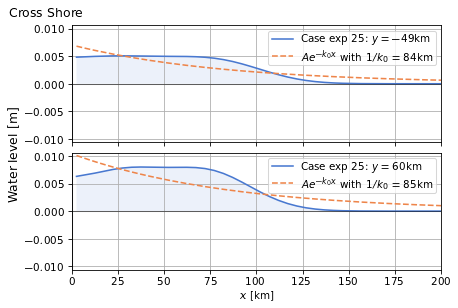 Cross Shore
Water level [m]
0.010
0.005
0.000
−0.005
−0.010
Case exp 25: y = −49km
Ae^{−k₀x} with 1/k₀ = 84km
0.010
0.005
0.000
−0.005
−0.010
Case exp 25: y = 60km
Ae^{−k₀x} with 1/k₀ = 85km
0 25 50 75 100 125 150 175 200
x [km]